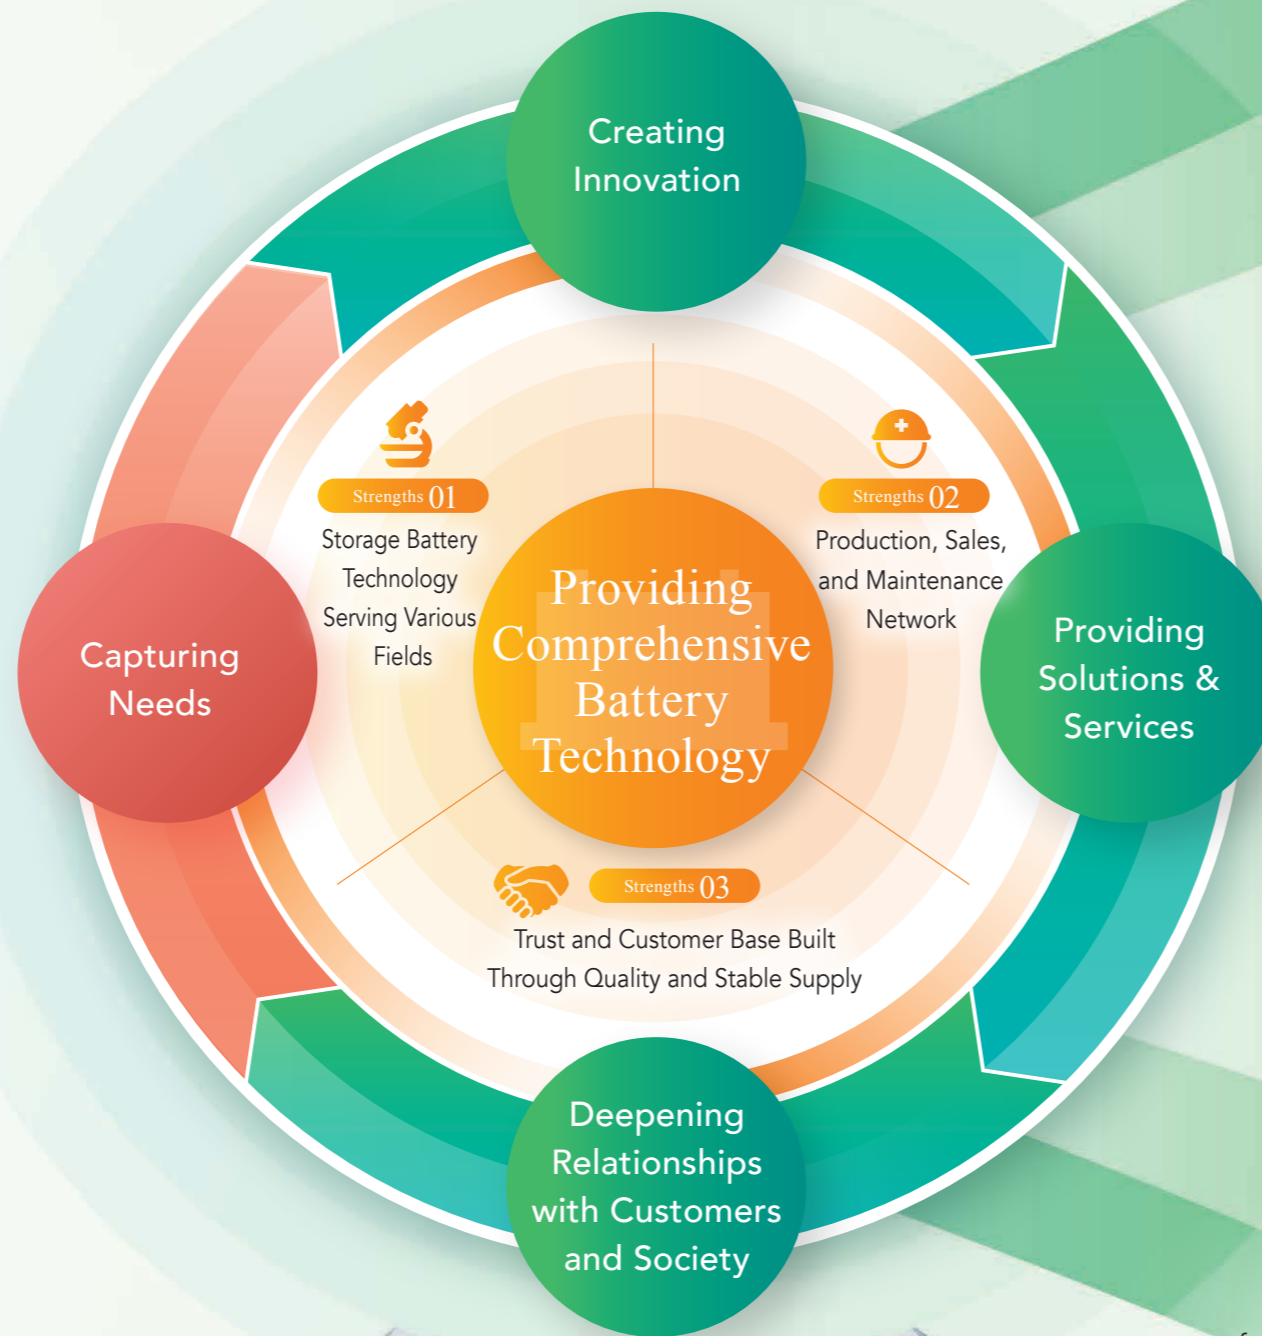 Creating
Innovation
Strengths 01
Storage Battery
Technology
Serving Various
Fields
Strengths 02
Production, Sales,
and Maintenance
Network
Providing
Comprehensive
Battery
Technology
Capturing
Needs
Providing
Solutions &
Services
Strengths 03
Trust and Customer Base Built
Through Quality and Stable Supply
Deepening
Relationships
with Customers
and Society